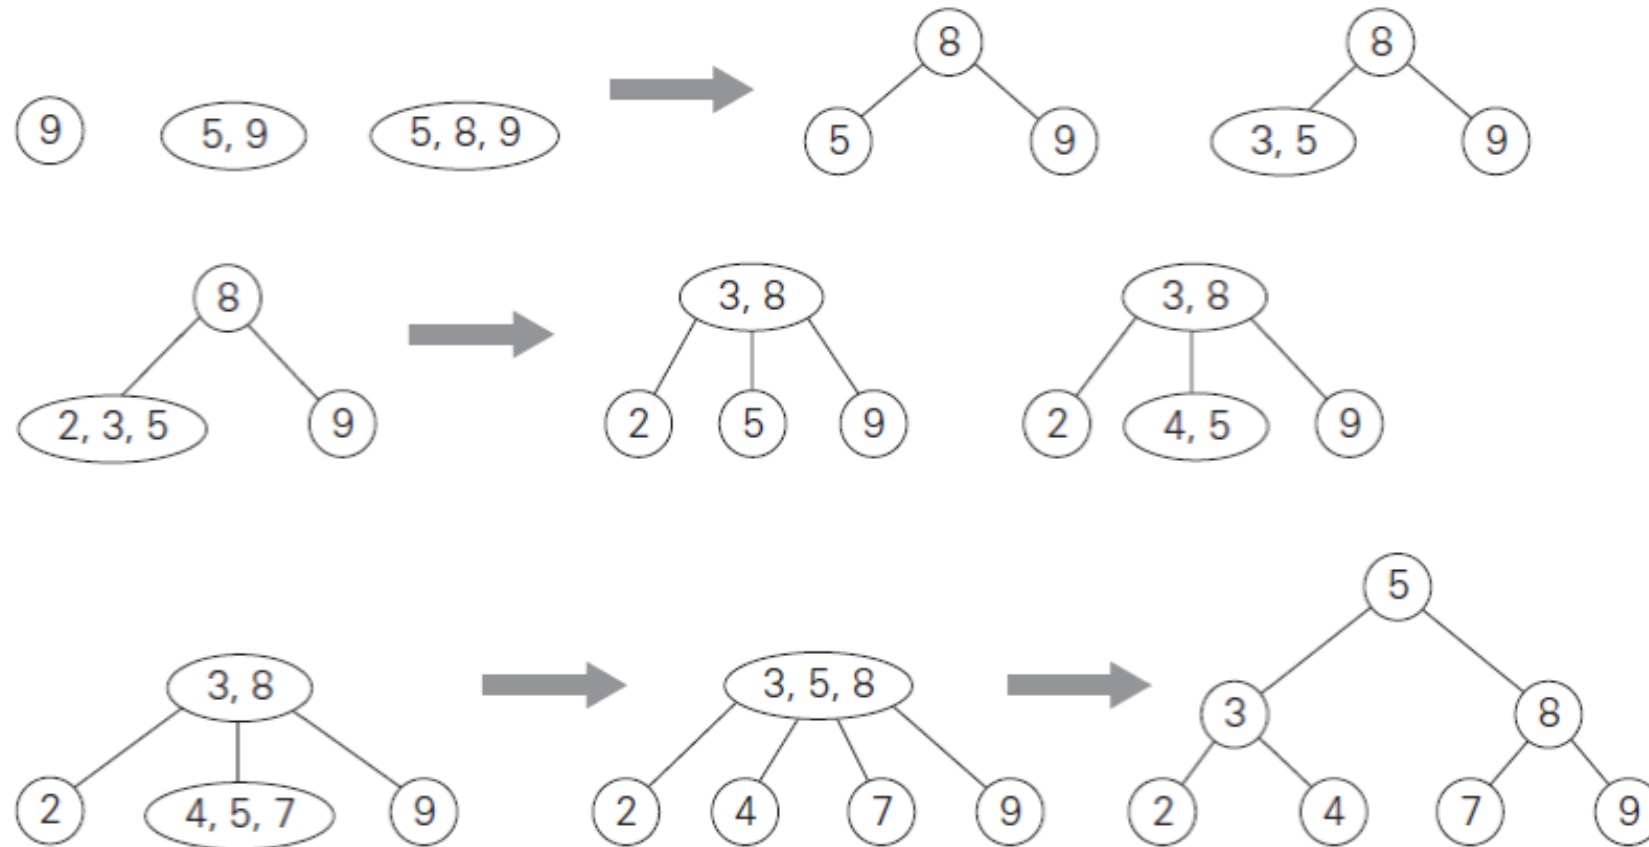 8 8
9 5, 9 5, 8, 9 5 9 3, 5 9
8 3, 8 3, 8
2, 3, 5 9 2 5 9 2 4, 5 9
5
3, 8 3, 5, 8 3 8
2 4, 5, 7 9 2 4 7 9 2 4 7 9